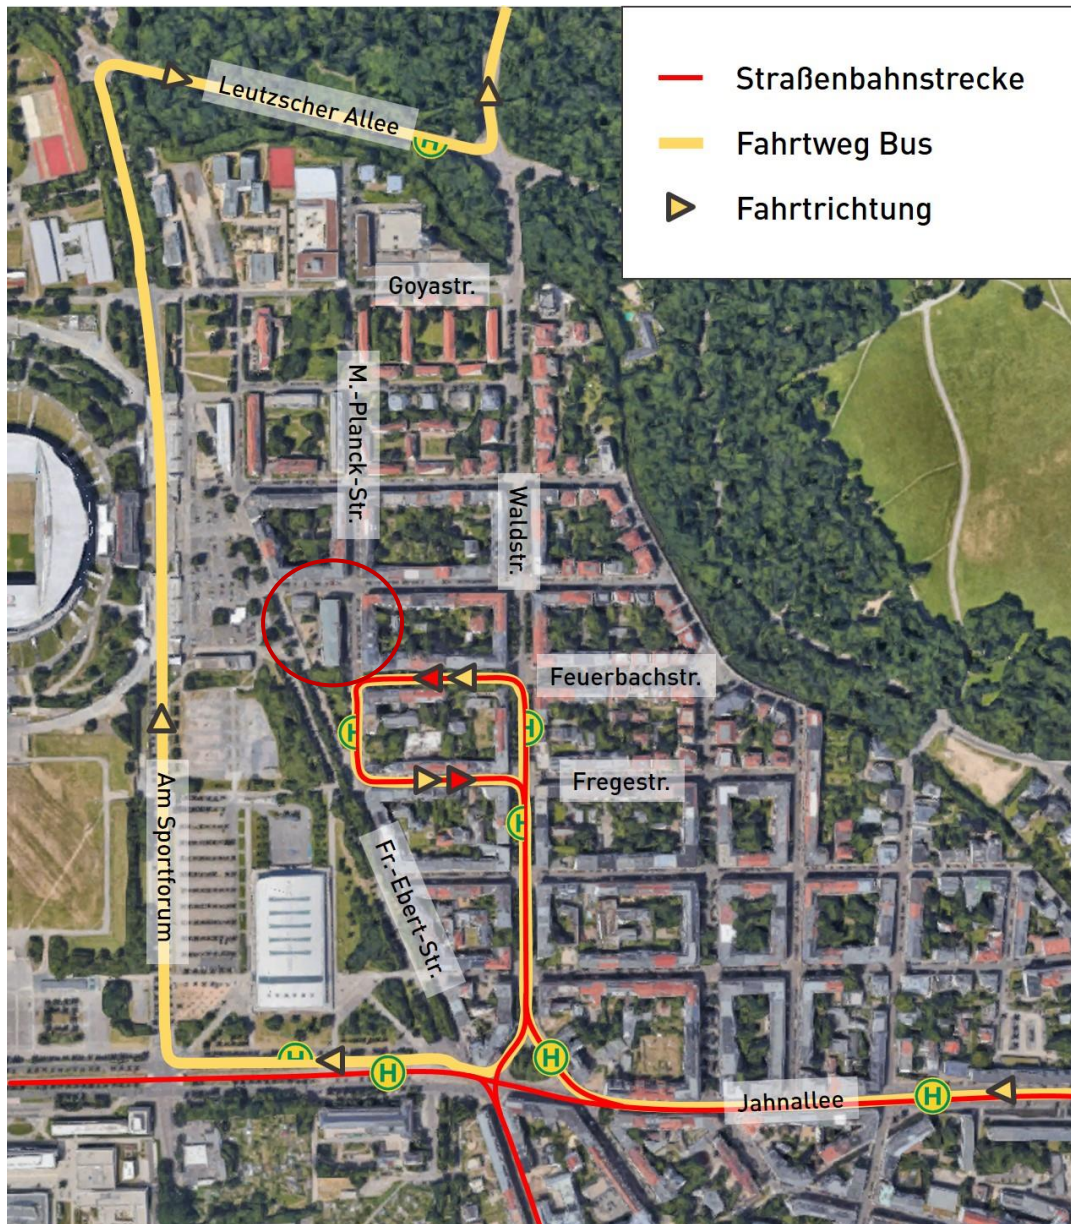 Straßenbahnstrecke
Fahrtweg Bus
Fahrtrichtung
Leutzscher Allee
H
Goyastr.
M.-Planck-Str.
Waldstr.
Feuerbachstr.
H
H
Fregestr.
H
Am Sportforum
Fr.-Ebert-Str.
H
H
H
Jahnallee
H